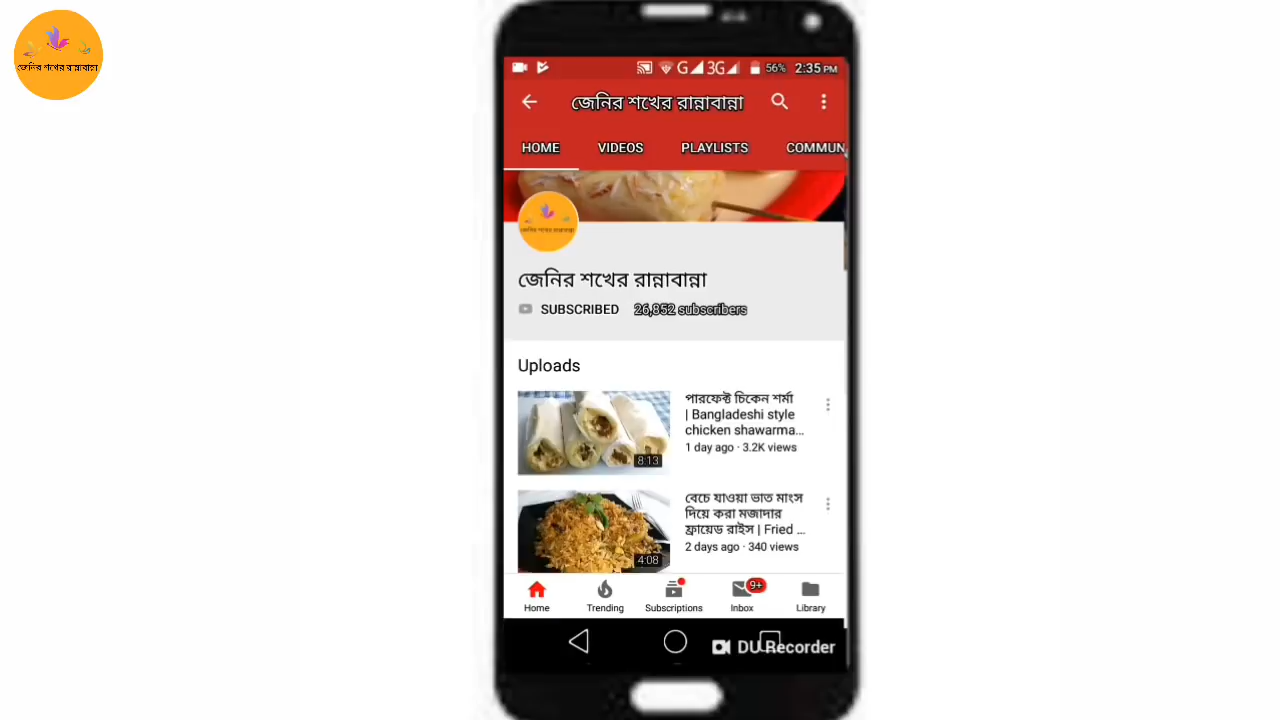 জেনির শখের রান্নাবান্না
G 3G 56% 2:35 PM
জেনির শখের রান্নাবান্না
HOME VIDEOS PLAYLISTS COMMUN
জেনির শখের রান্নাবান্না
জেনির শখের রান্নাবান্না
SUBSCRIBED 26,852 subscribers
Uploads
পারফেক্ট চিকেন শর্মা
| Bangladeshi style
chicken shawarma...
1 day ago · 3.2K views
8:13
বেচে যাওয়া ভাত মাংস
দিয়ে করা মজাদার
ফ্রায়েড রাইস | Fried ...
2 days ago · 340 views
4:08
9+
Home Trending Subscriptions Inbox Library
DU Recorder